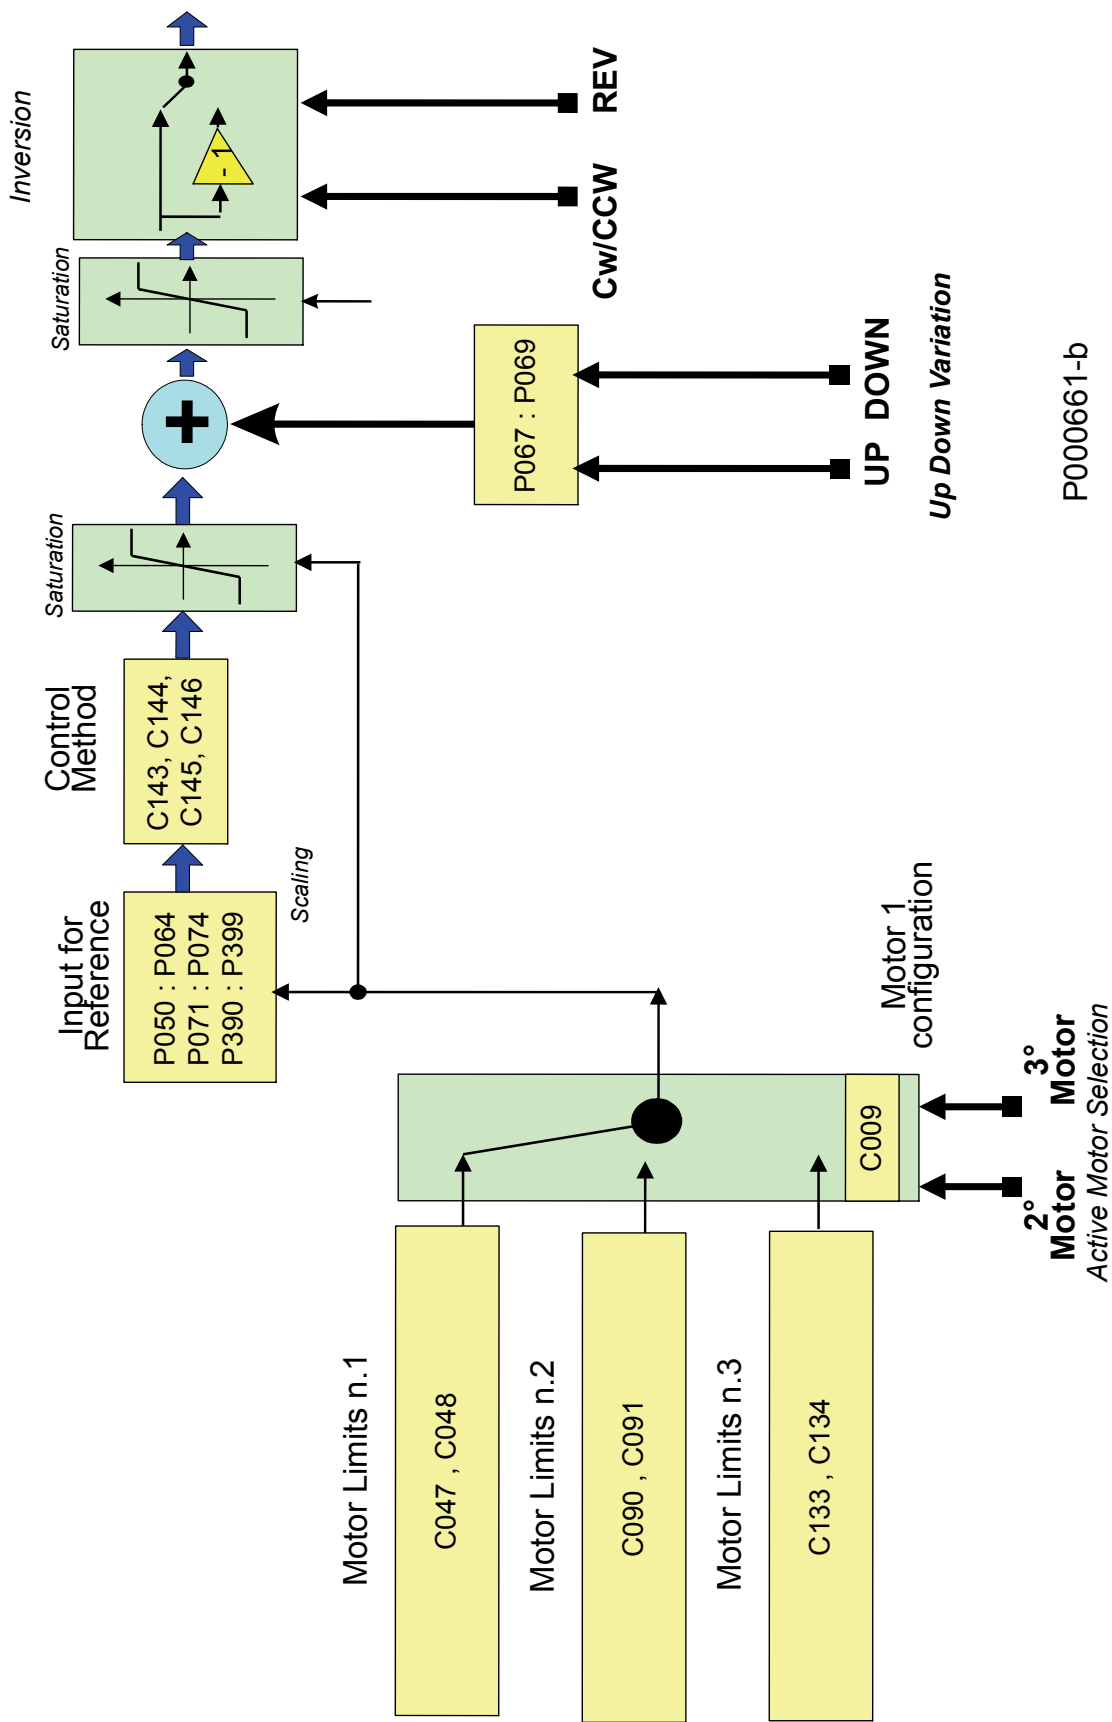 Motor Limits n.1
C047 , C048
Motor Limits n.2
C090 , C091
Motor Limits n.3
C133 , C134
C009
2°
Motor
3°
Motor
Active Motor Selection
Motor 1
configuration
Input for
Reference
P050 : P064
P071 : P074
P390 : P399
Scaling
Control
Method
C143, C144,
C145, C146
Saturation
+
P067 : P069
UP
DOWN
Up Down Variation
Saturation
Inversion
- 1
Cw/CCW
REV
P000661-b